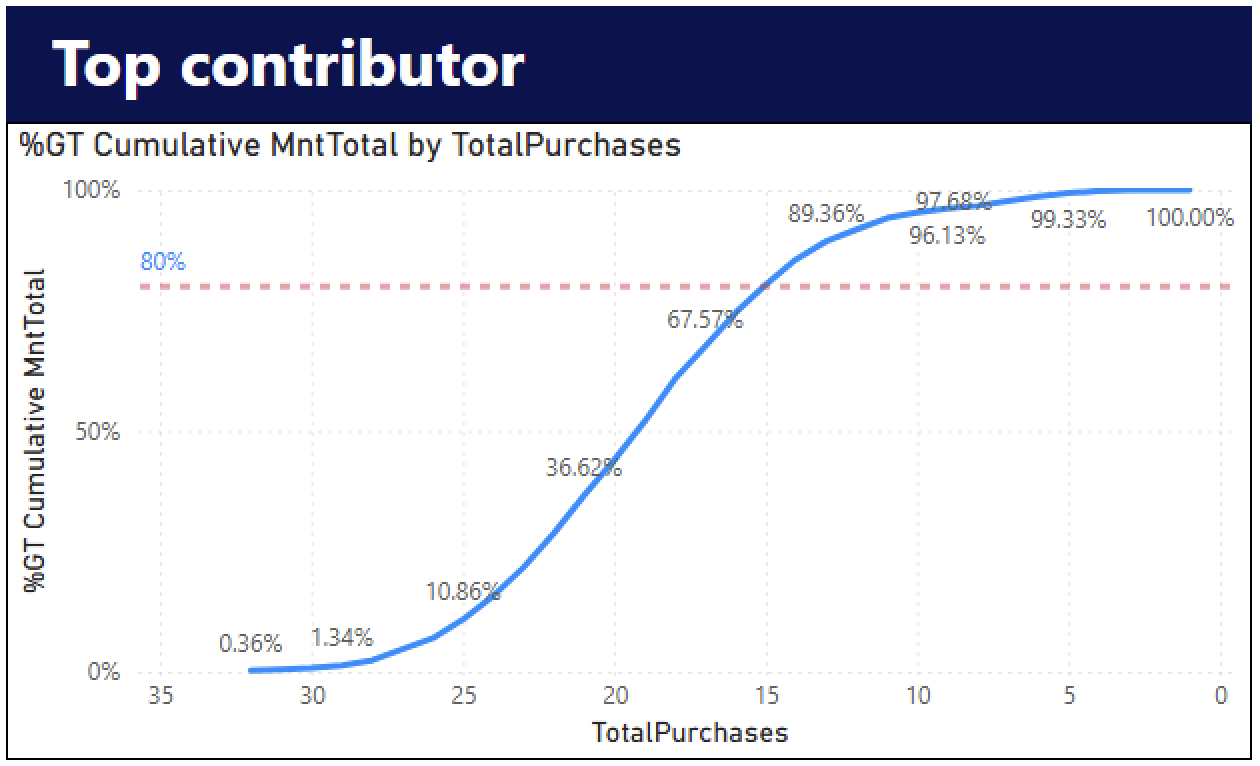 Top contributor
%GT Cumulative MntTotal by TotalPurchases
100%
80%
50%
0%
%GT Cumulative MntTotal
0.36%
1.34%
10.86%
36.62%
67.57%
89.36%
97.68%
96.13%
99.33%
100.00%
35 30 25 20 15 10 5 0
TotalPurchases